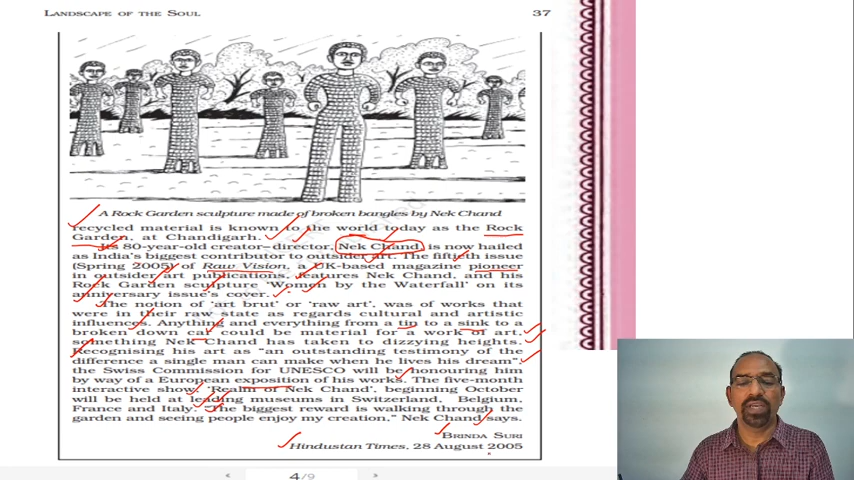 LANDSCAPE OF THE SOUL 37
A Rock Garden sculpture made of broken bangles by Nek Chand
recycled material is known to the world today as the Rock
Garden, at Chandigarh.
Its 80-year-old creator–director, Nek Chand, is now hailed
as India's biggest contributor to outsider art. The fiftieth issue
(Spring 2005) of Raw Vision, a UK-based magazine pioneer
in outsider art publications, features Nek Chand, and his
Rock Garden sculpture 'Women by the Waterfall' on its
anniversary issue's cover.
The notion of 'art brut' or 'raw art', was of works that
were in their raw state as regards cultural and artistic
influences. Anything and everything from a tin to a sink to a
broken down car could be material for a work of art,
something Nek Chand has taken to dizzying heights.
Recognising his art as "an outstanding testimony of the
difference a single man can make when he lives his dream",
the Swiss Commission for UNESCO will be honouring him
by way of a European exposition of his works. The five-month
interactive show, 'Realm of Nek Chand', beginning October
will be held at leading museums in Switzerland, Belgium,
France and Italy. "The biggest reward is walking through the
garden and seeing people enjoy my creation," Nek Chand says.
BRINDA SURI
Hindustan Times, 28 August 2005
4/9